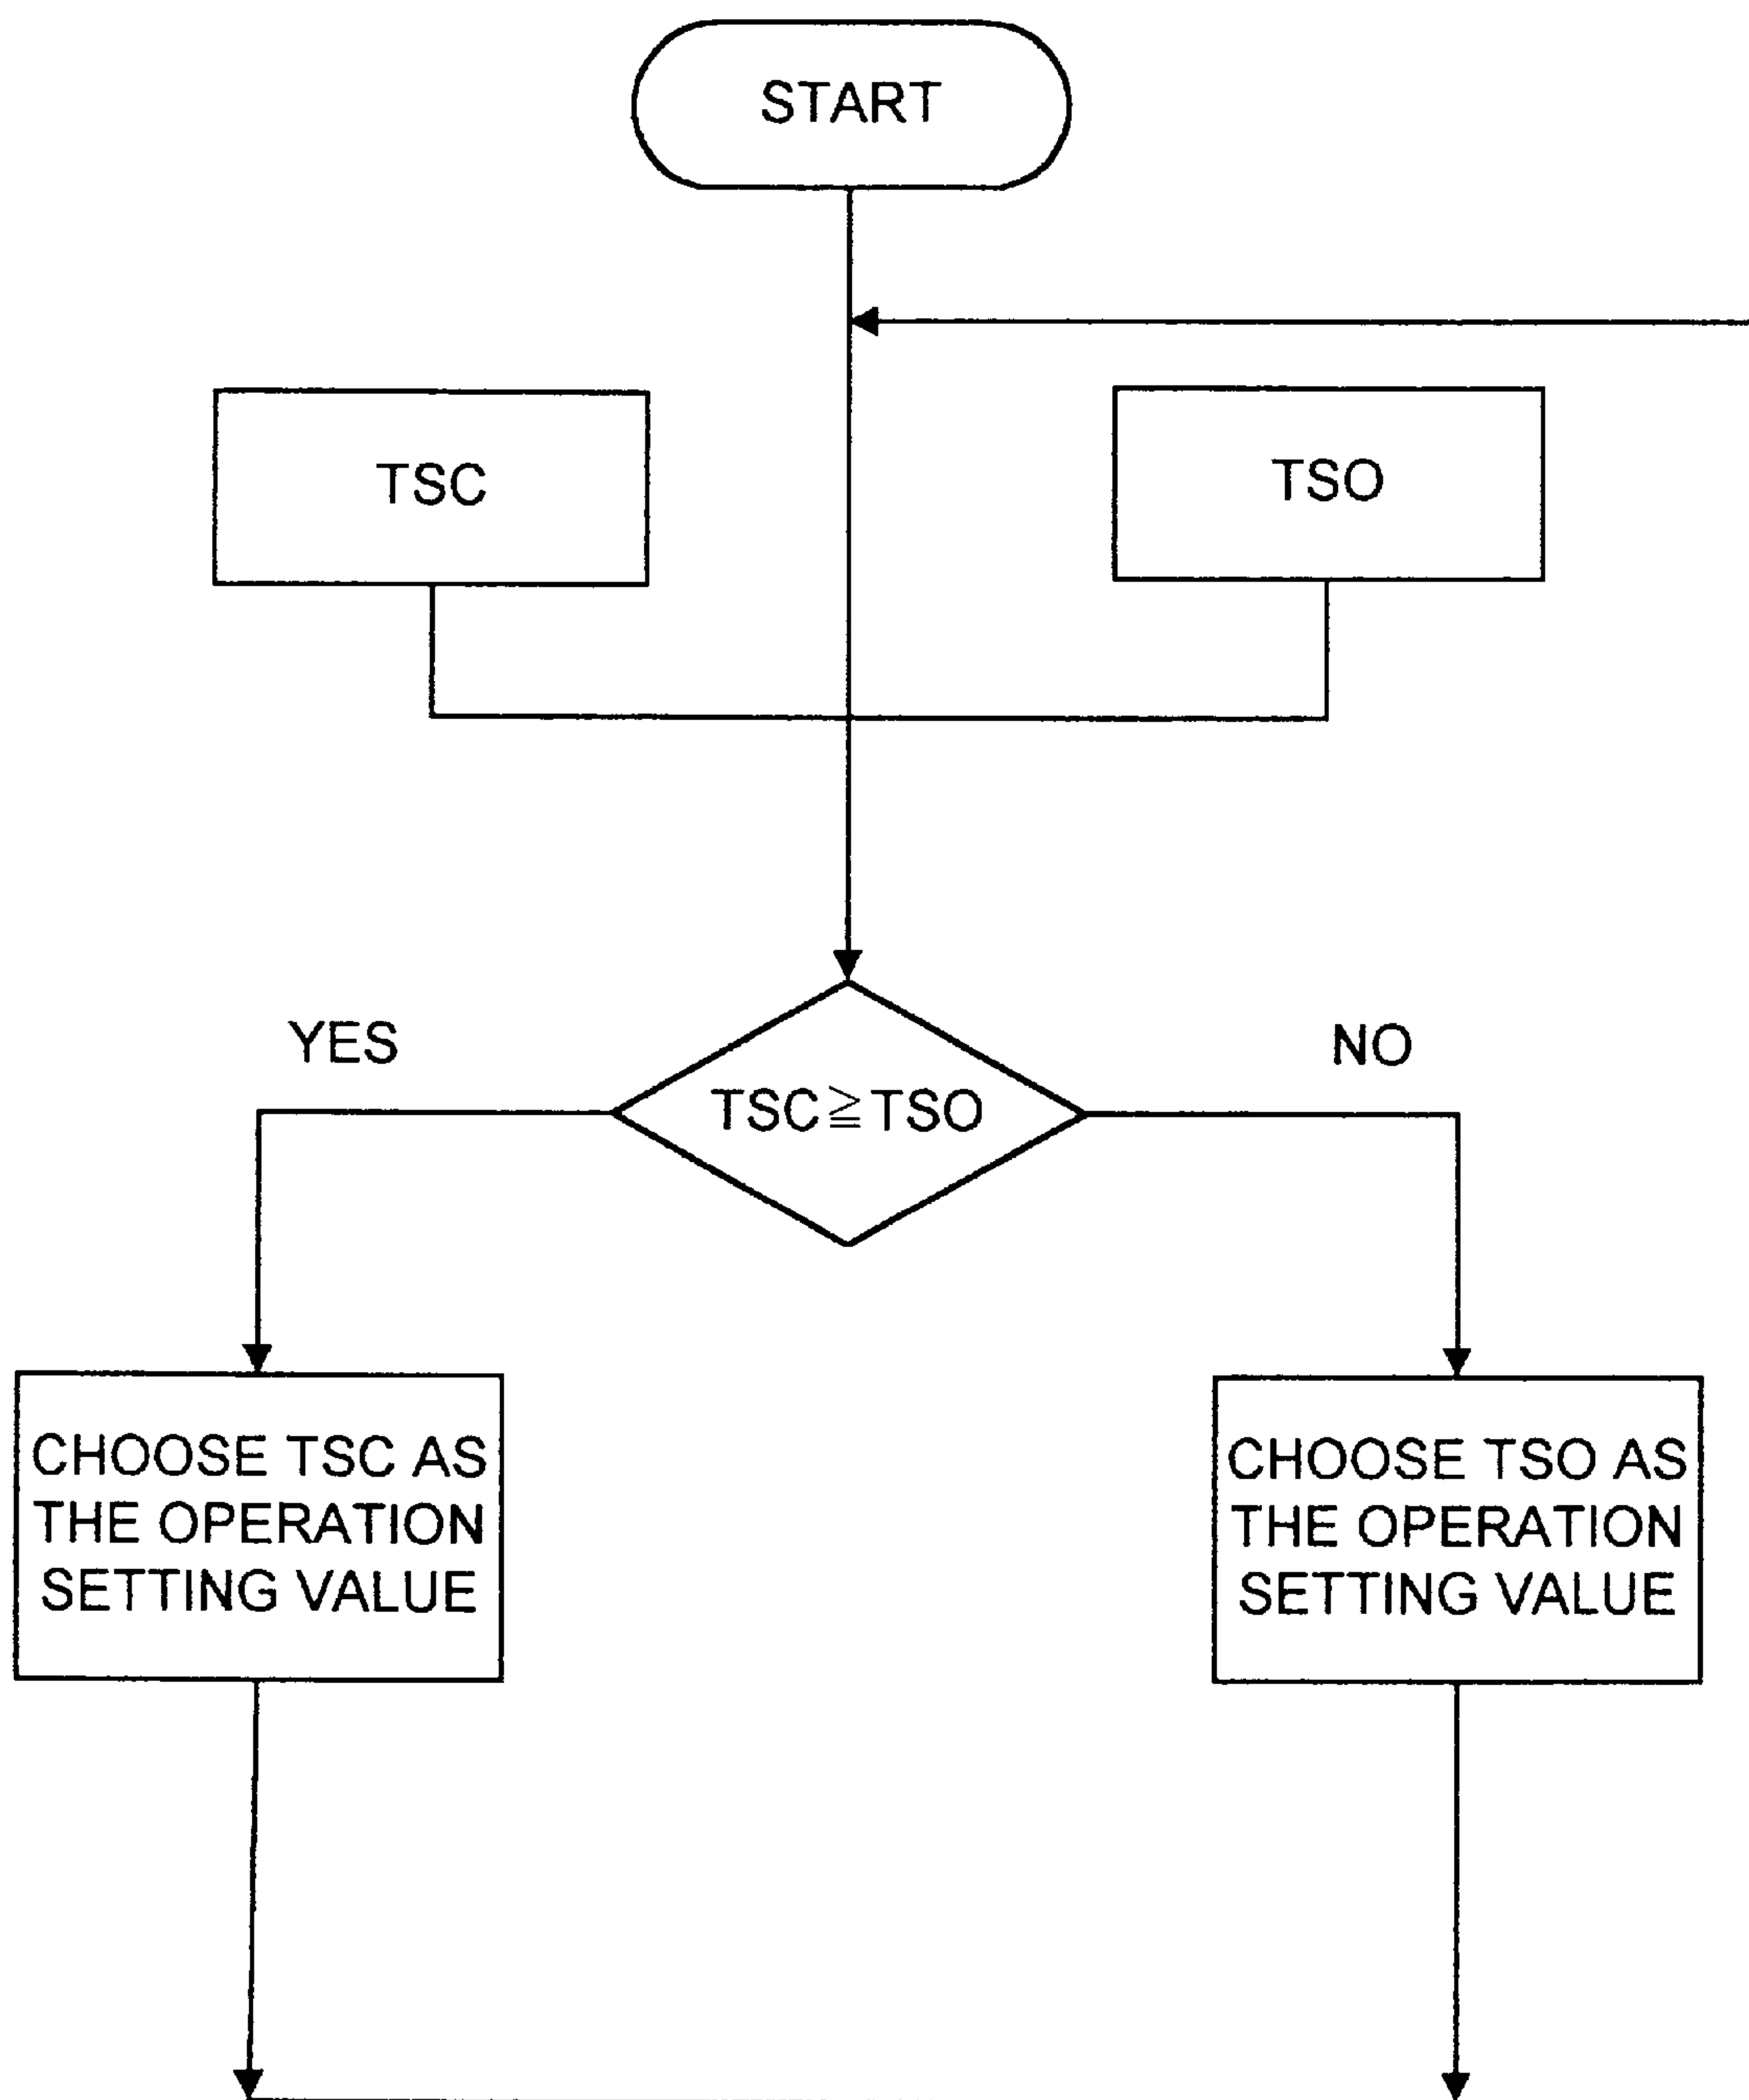 START
TSC
TSO
YES
NO
TSC≧TSO
CHOOSE TSC AS
THE OPERATION
SETTING VALUE
CHOOSE TSO AS
THE OPERATION
SETTING VALUE